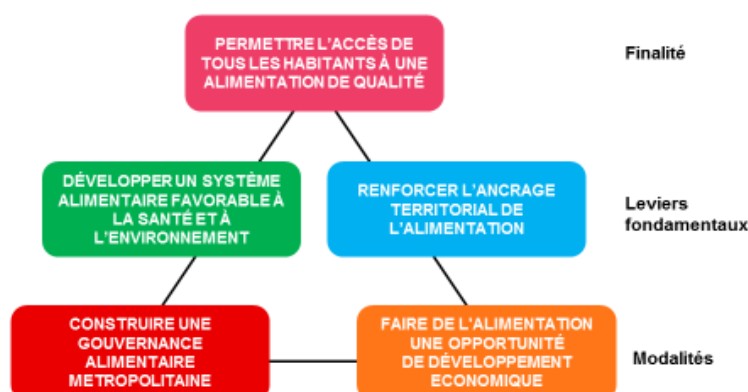 PERMETTRE L'ACCÈS DE
TOUS LES HABITANTS À UNE
ALIMENTATION DE QUALITÉ
Finalité
DÉVELOPPER UN SYSTÈME
ALIMENTAIRE FAVORABLE À
LA SANTÉ ET À
L'ENVIRONNEMENT
RENFORCER L'ANCRAGE
TERRITORIAL DE
L'ALIMENTATION
Leviers
fondamentaux
CONSTRUIRE UNE
GOUVERNANCE
ALIMENTAIRE
METROPOLITAINE
FAIRE DE L'ALIMENTATION
UNE OPPORTUNITÉ
DE DÉVELOPPEMENT
ECONOMIQUE
Modalités